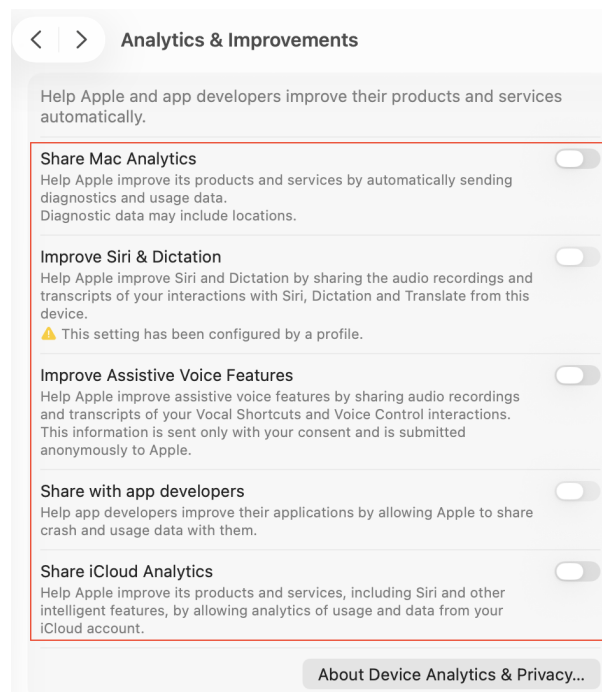 Analytics & Improvements
Help Apple and app developers improve their products and services
automatically.
Share Mac Analytics
Help Apple improve its products and services by automatically sending
diagnostics and usage data.
Diagnostic data may include locations.
Improve Siri & Dictation
Help Apple improve Siri and Dictation by sharing the audio recordings and
transcripts of your interactions with Siri, Dictation and Translate from this
device.
This setting has been configured by a profile.
Improve Assistive Voice Features
Help Apple improve assistive voice features by sharing audio recordings
and transcripts of your Vocal Shortcuts and Voice Control interactions.
This information is sent only with your consent and is submitted
anonymously to Apple.
Share with app developers
Help app developers improve their applications by allowing Apple to share
crash and usage data with them.
Share iCloud Analytics
Help Apple improve its products and services, including Siri and other
intelligent features, by allowing analytics of usage and data from your
iCloud account.
About Device Analytics & Privacy...